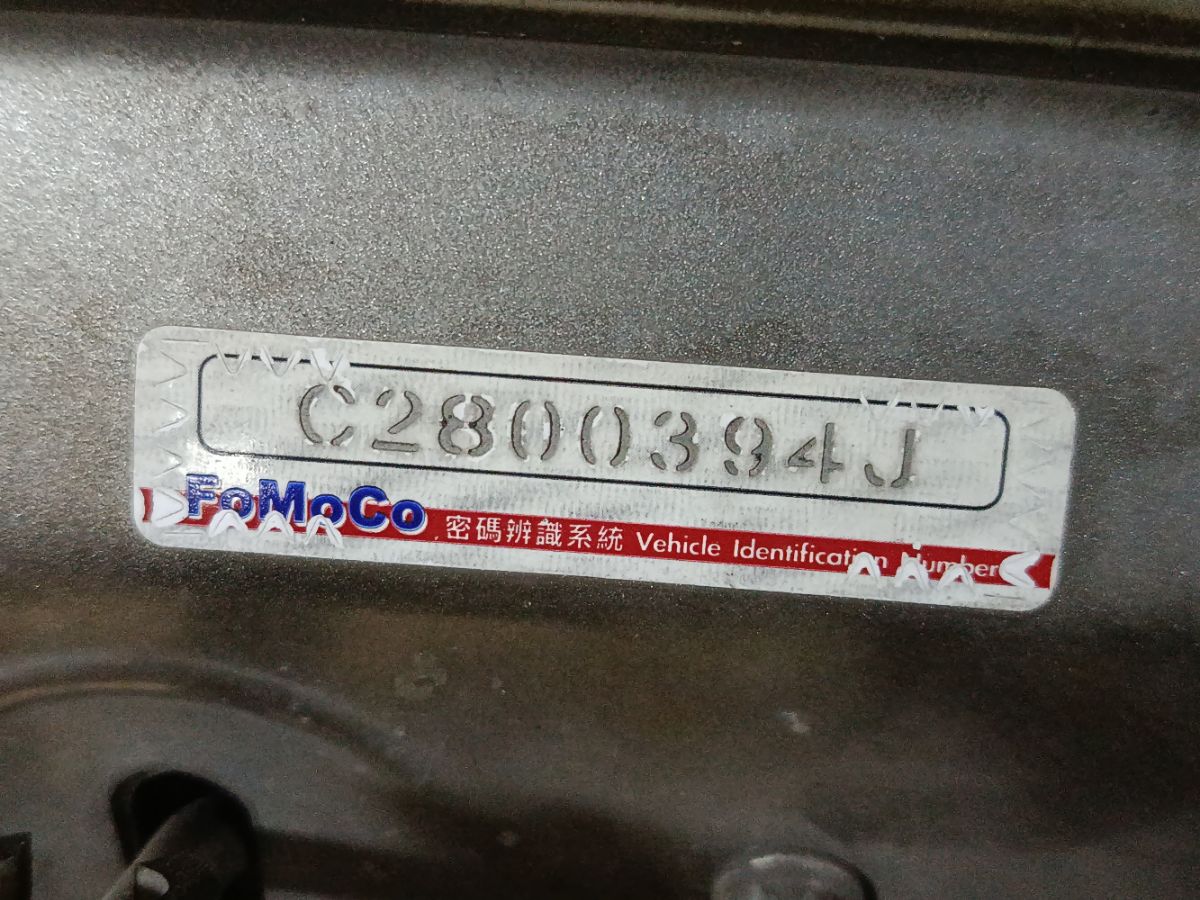 C2800394J
FoMoCo 密碼辨識系統 Vehicle Identification Number